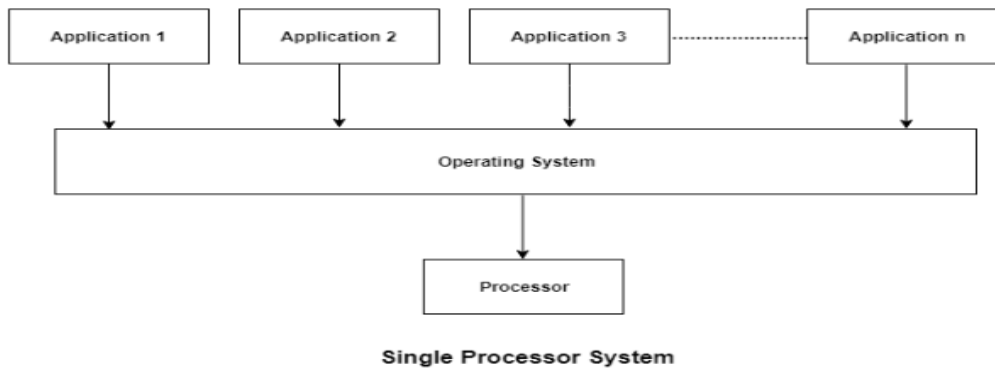 Application 1
Application 2
Application 3
Application n
Operating System
Processor
Single Processor System